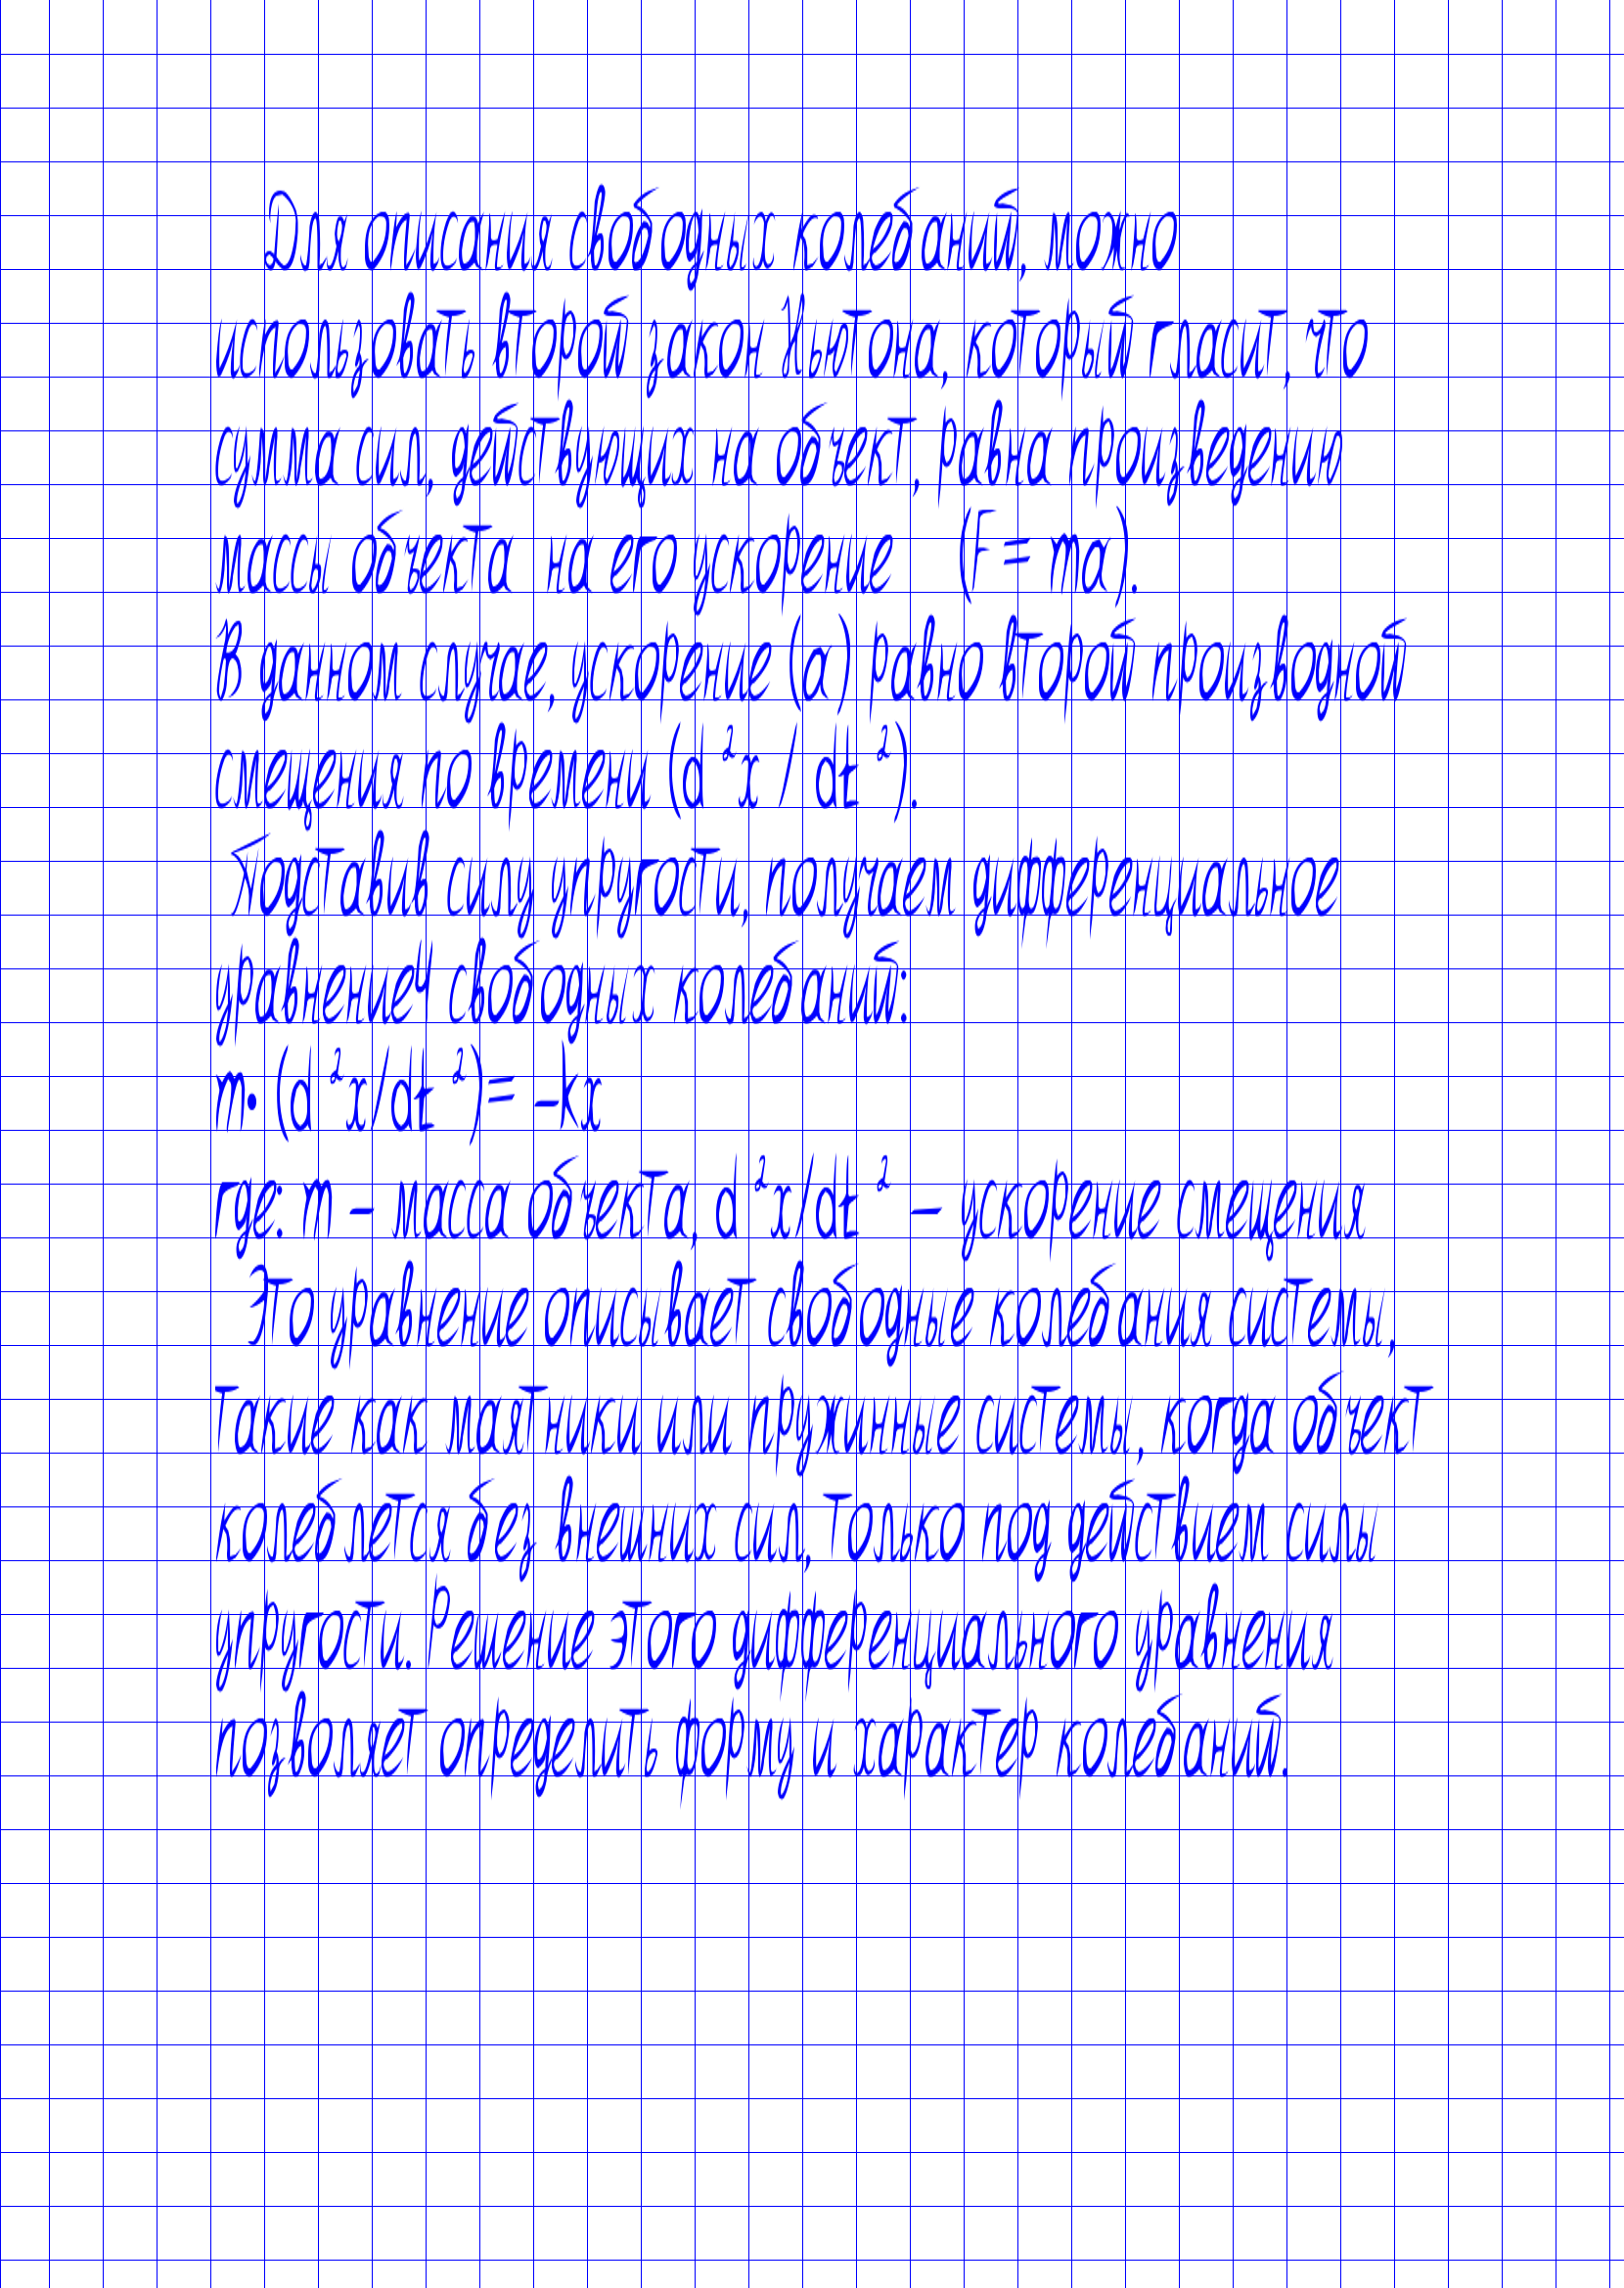 Для описания свободных колебаний, можно
использовать второй закон Ньютона, который гласит, что
сумма сил, действующих на объект, равна произведению
массы объекта на его ускорение (F = ma).
В данном случае, ускорение (a) равно второй производной
смещения по времени (d ²x / dt ²).
Подставив силу упругости, получаем дифференциальное
уравнениеЧ свободных колебаний:
m• (d ²x/dt ²)= -kx
где: m - масса объекта, d ²x/dt ² — ускорение смещения
Это уравнение описывает свободные колебания системы,
такие как маятники или пружинные системы, когда объект
колеблется без внешних сил, только под действием силы
упругости. Решение этого дифференциального уравнения
позволяет определить форму и характер колебаний.